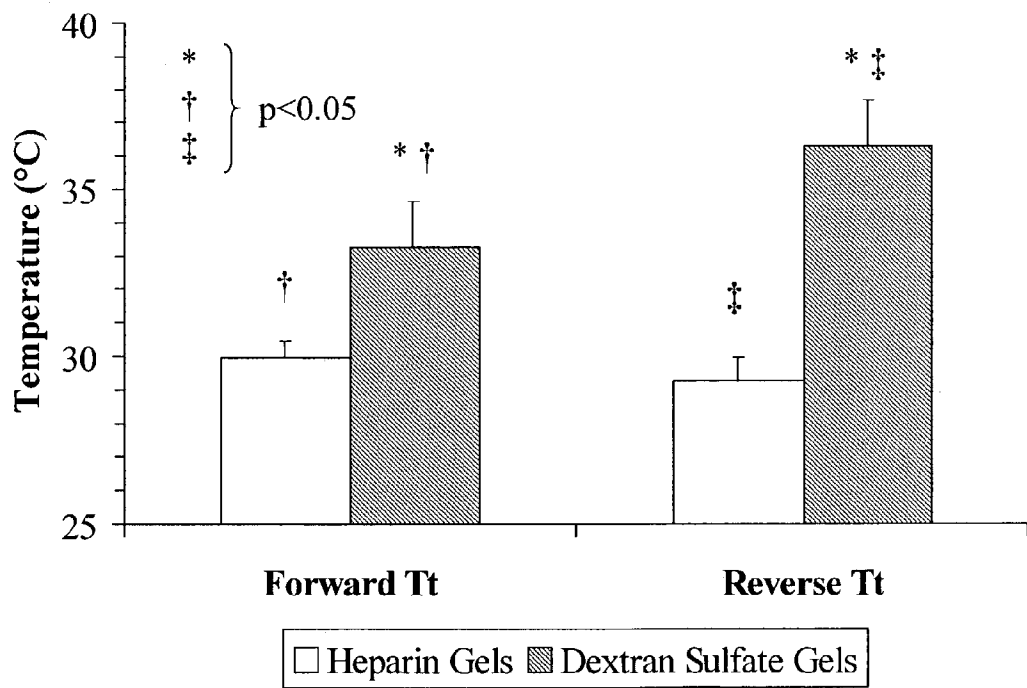 40
*
†
‡
p<0.05
* ‡
35
* †
†
‡
30
25
Temperature (°C)
Forward Tt
Reverse Tt
Heparin Gels
Dextran Sulfate Gels